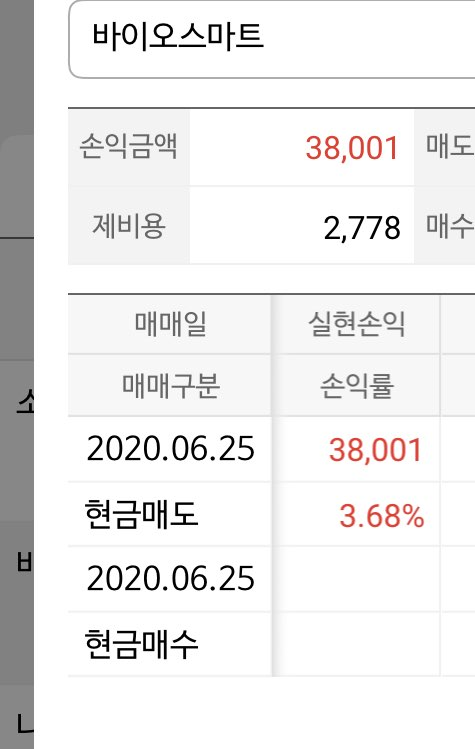 바이오스마트
손익금액 38,001 매도
제비용 2,778 매수
매매일 실현손익
매매구분 손익률
2020.06.25 38,001
현금매도 3.68%
2020.06.25
현금매수